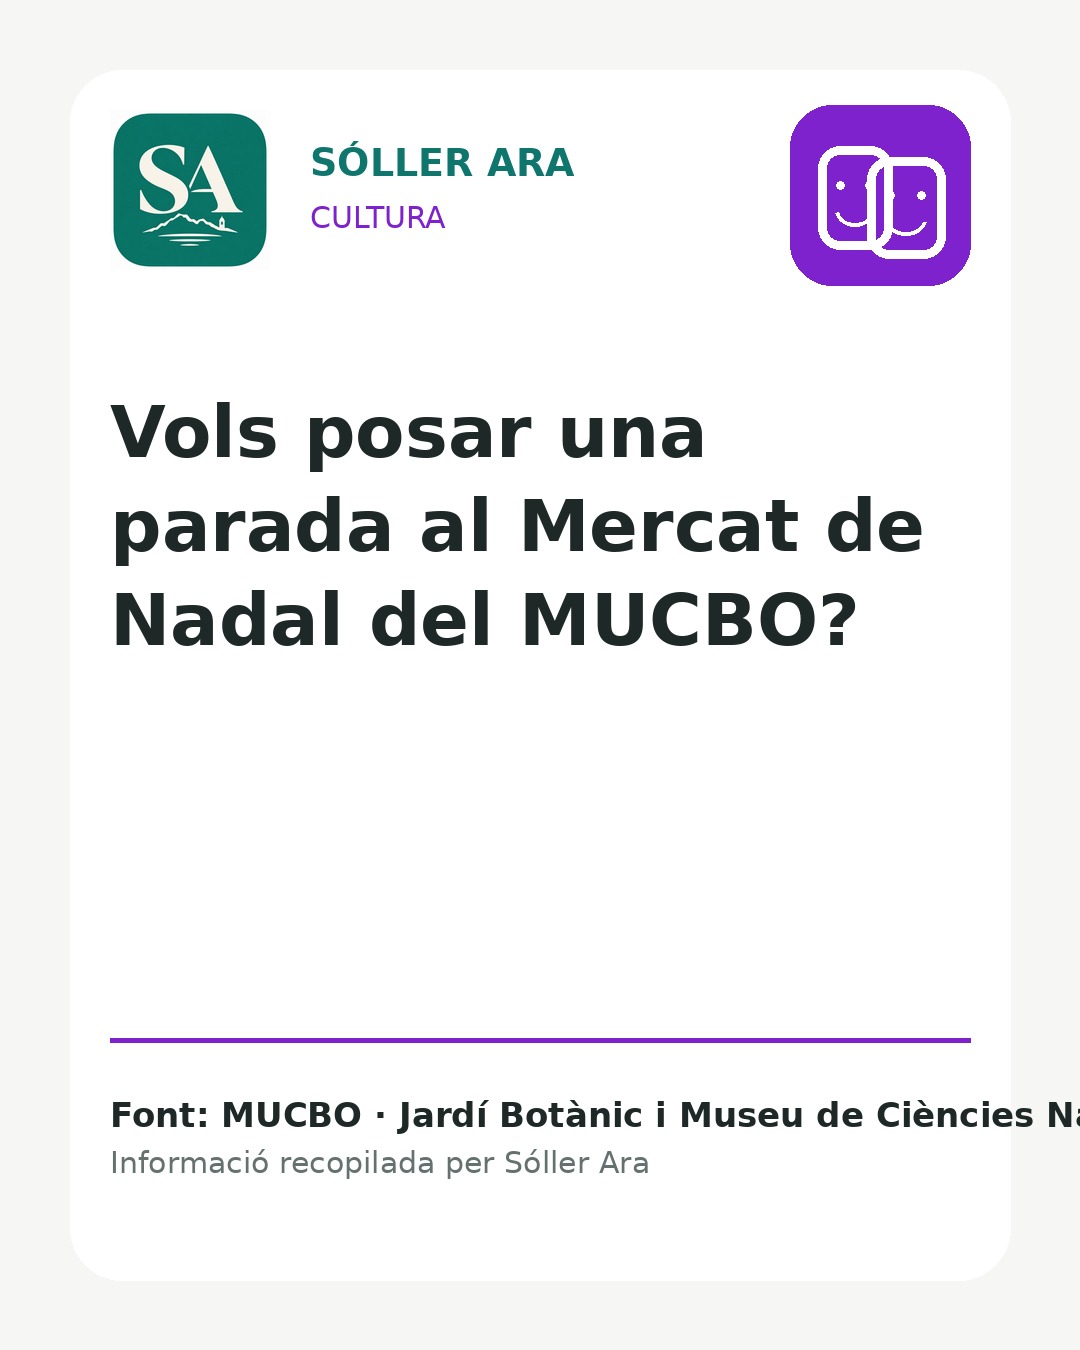 SA
SÓLLER ARA
CULTURA
Vols posar una
parada al Mercat de
Nadal del MUCBO?
Font: MUCBO · Jardí Botànic i Museu de Ciències
Informació recopilada per Sóller Ara